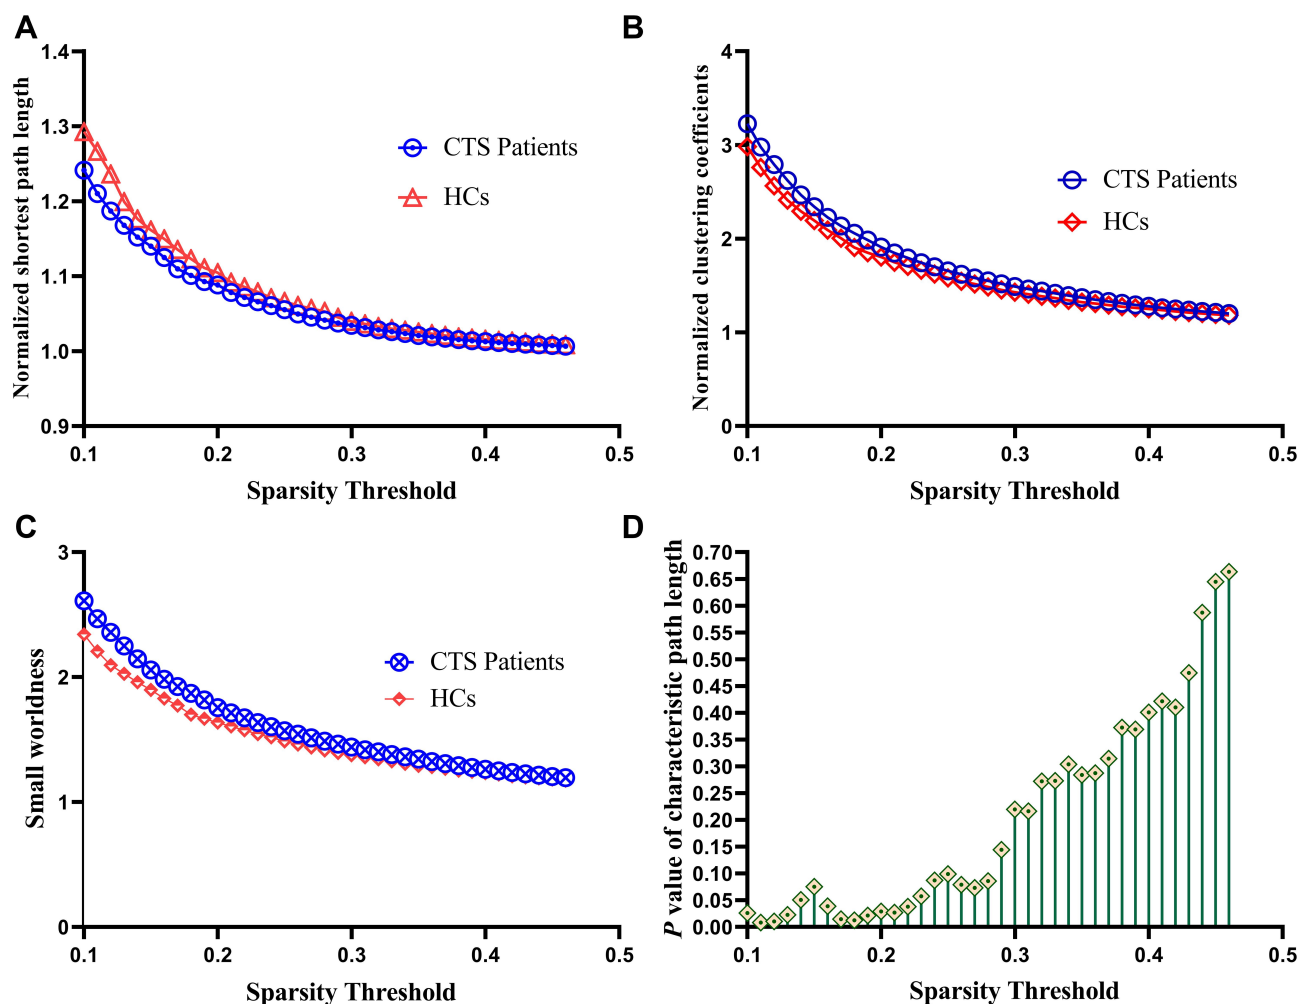 A
Normalized shortest path length
1.4
1.3
1.2
1.1
1.0
0.9
0.1
0.2
0.3
0.4
0.5
Sparsity Threshold
CTS Patients
HCs
B
Normalized clustering coefficients
4
3
2
1
0
0.1
0.2
0.3
0.4
0.5
Sparsity Threshold
CTS Patients
HCs
C
Small worldness
3
2
1
0
0.1
0.2
0.3
0.4
0.5
Sparsity Threshold
CTS Patients
HCs
D
P value of characteristic path length
0.70
0.65
0.60
0.55
0.50
0.45
0.40
0.35
0.30
0.25
0.20
0.15
0.10
0.05
0.00
0.1
0.2
0.3
0.4
0.5
Sparsity Threshold